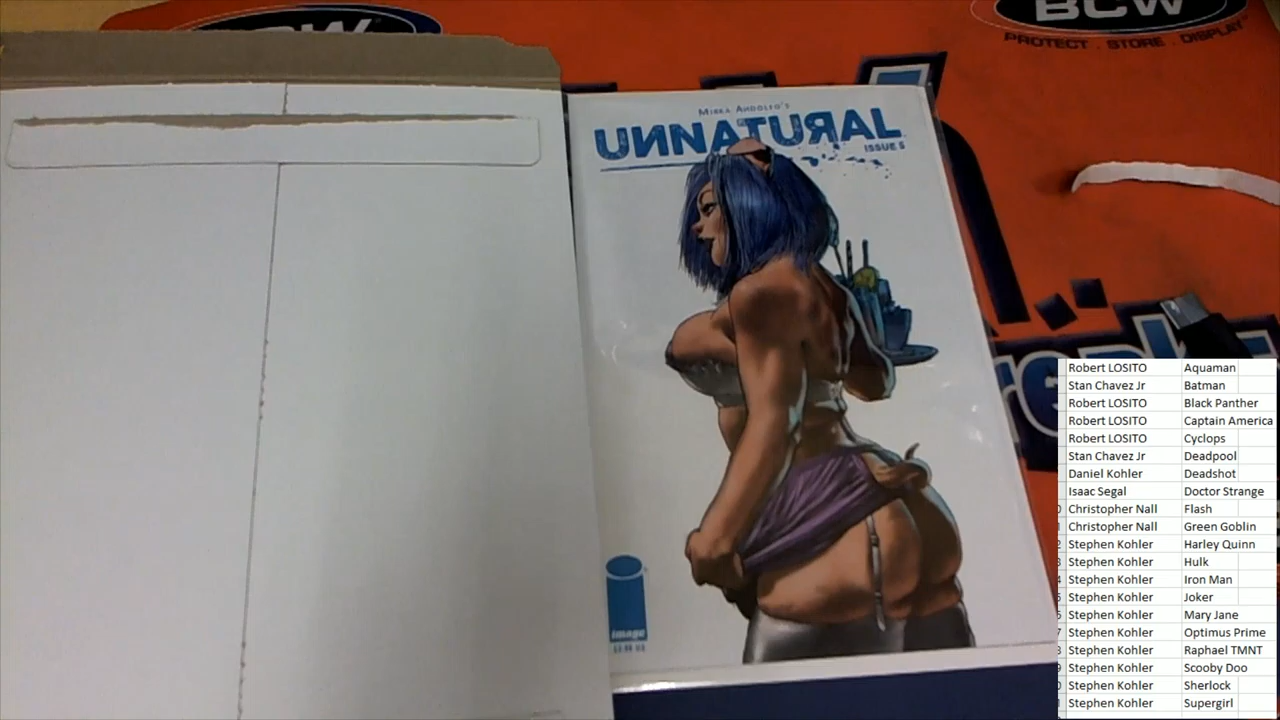 BCW
BCW
PROTECT . STORE . DISPLAY
MIRKA ANDOLFO'S
UNNATURAL
ISSUE 5
image
Robert LOSITO Aquaman
Stan Chavez Jr Batman
Robert LOSITO Black Panther
Robert LOSITO Captain America
Robert LOSITO Cyclops
Stan Chavez Jr Deadpool
Daniel Kohler Deadshot
Isaac Segal Doctor Strange
Christopher Nall Flash
Christopher Nall Green Goblin
Stephen Kohler Harley Quinn
Stephen Kohler Hulk
Stephen Kohler Iron Man
Stephen Kohler Joker
Stephen Kohler Mary Jane
Stephen Kohler Optimus Prime
Stephen Kohler Raphael TMNT
Stephen Kohler Scooby Doo
Stephen Kohler Sherlock
Stephen Kohler Supergirl